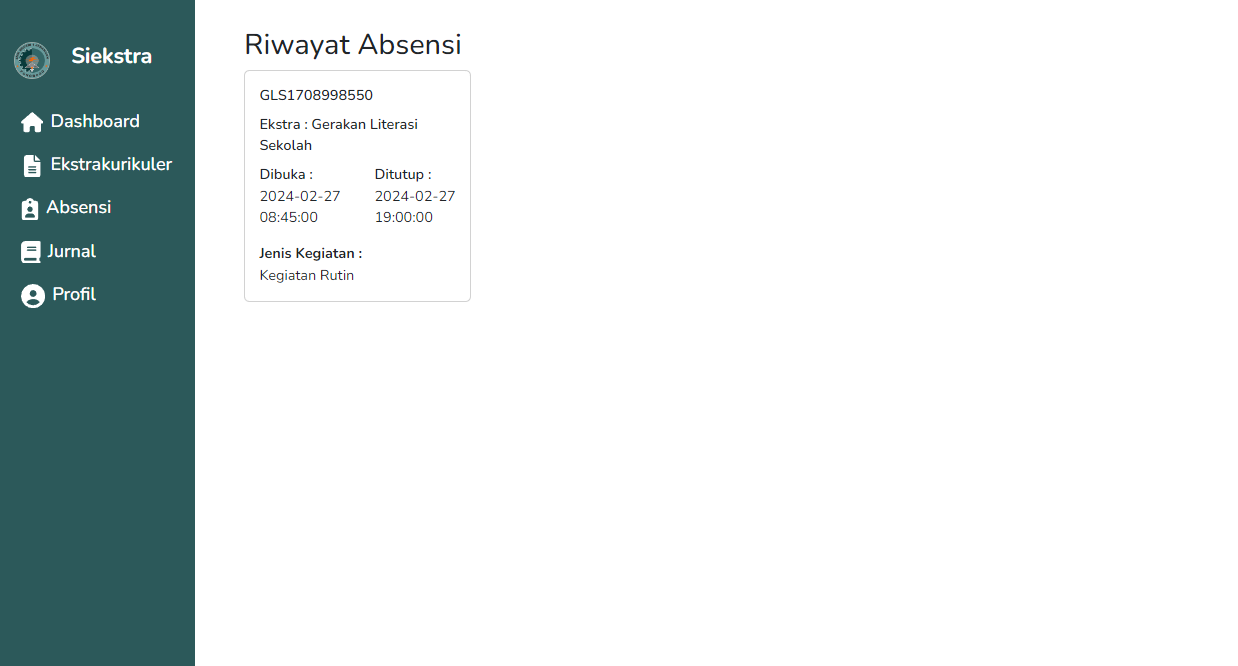 Siekstra
Dashboard
Ekstrakurikuler
Absensi
Jurnal
Profil
Riwayat Absensi
GLS1708998550
Ekstra : Gerakan Literasi
Sekolah
Dibuka :
2024-02-27
08:45:00
Ditutup :
2024-02-27
19:00:00
Jenis Kegiatan :
Kegiatan Rutin